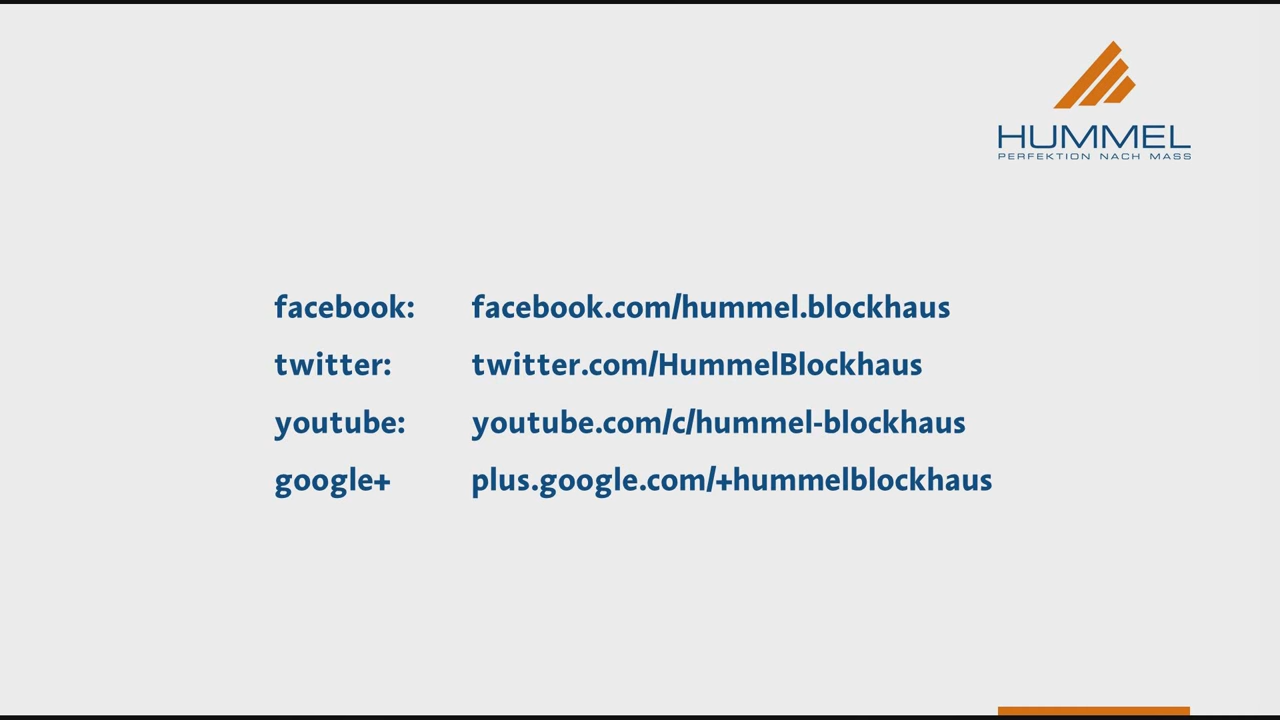 HUMMEL
PERFEKTION NACH MASS
facebook: facebook.com/hummel.blockhaus
twitter: twitter.com/HummelBlockhaus
youtube: youtube.com/c/hummel-blockhaus
google+ plus.google.com/+hummelblockhaus